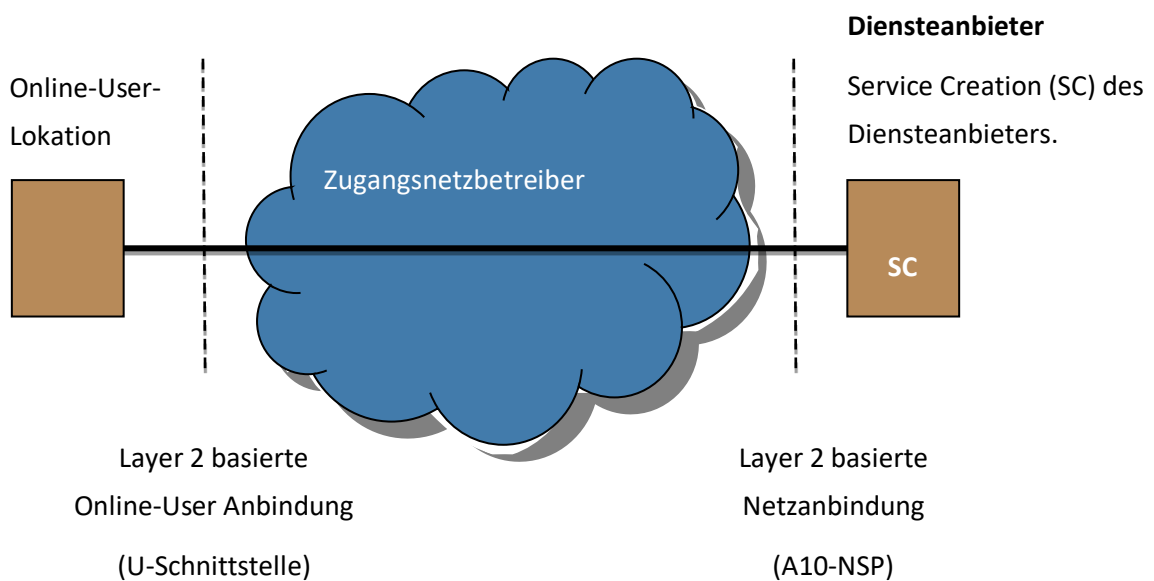 Online-User-
Lokation
Zugangsnetzbetreiber
Diensteanbieter
Service Creation (SC) des
Diensteanbieters.
SC
Layer 2 basierte
Online-User Anbindung
(U-Schnittstelle)
Layer 2 basierte
Netzanbindung
(A10-NSP)